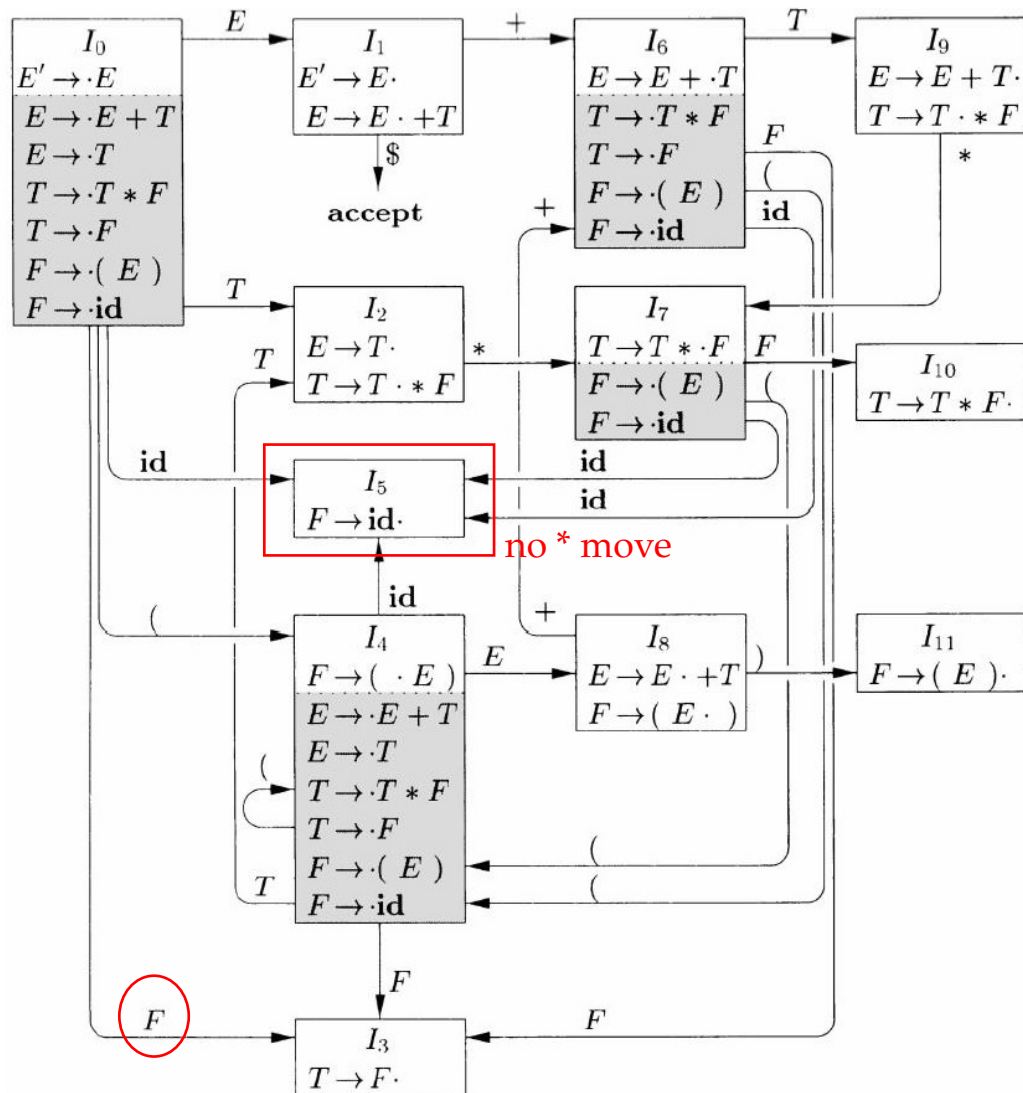 I₀
E' → ·E
E → ·E + T
E → ·T
T → ·T * F
T → ·F
F → ·( E )
F → ·id
E
I₁
E' → E·
E → E · +T
$
accept
+
I₆
E → E + ·T
T → ·T * F
T → ·F
F → ·( E )
F → ·id
T
I₉
E → E + T·
T → T · * F
F
(
id
*
+
T
I₂
E → T·
T → T · * F
T
*
I₇
T → T * ·F
F → ·( E )
F → ·id
F
(
I₁₀
T → T * F·
id
I₅
F → id·
id
id
no * move
id
(
I₄
F → ( · E )
E → ·E + T
E → ·T
T → ·T * F
T → ·F
F → ·( E )
F → ·id
(
T
E
+
I₈
E → E · +T
F → ( E · )
)
I₁₁
F → ( E )·
(
(
F
F
I₃
T → F·
F